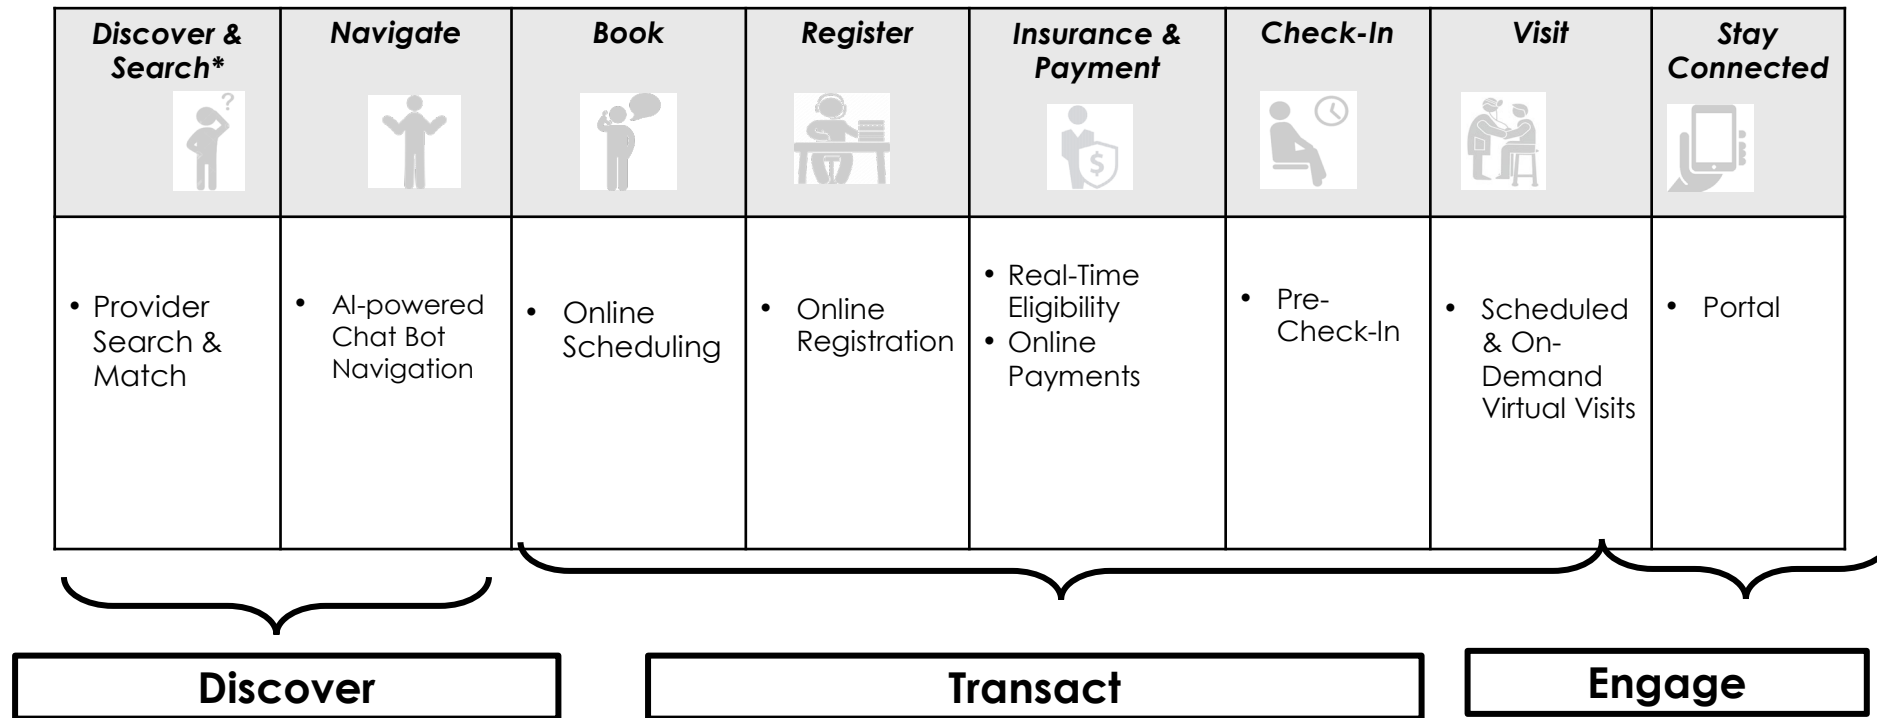 Discover &
Search*
Navigate
Book
Register
Insurance &
Payment
Check-In
Visit
Stay
Connected
?
$
• Provider
Search &
Match
• AI-powered
Chat Bot
Navigation
• Online
Scheduling
• Online
Registration
• Real-Time
Eligibility
• Online
Payments
• Pre-
Check-In
• Scheduled
& On-
Demand
Virtual Visits
• Portal
Discover
Transact
Engage